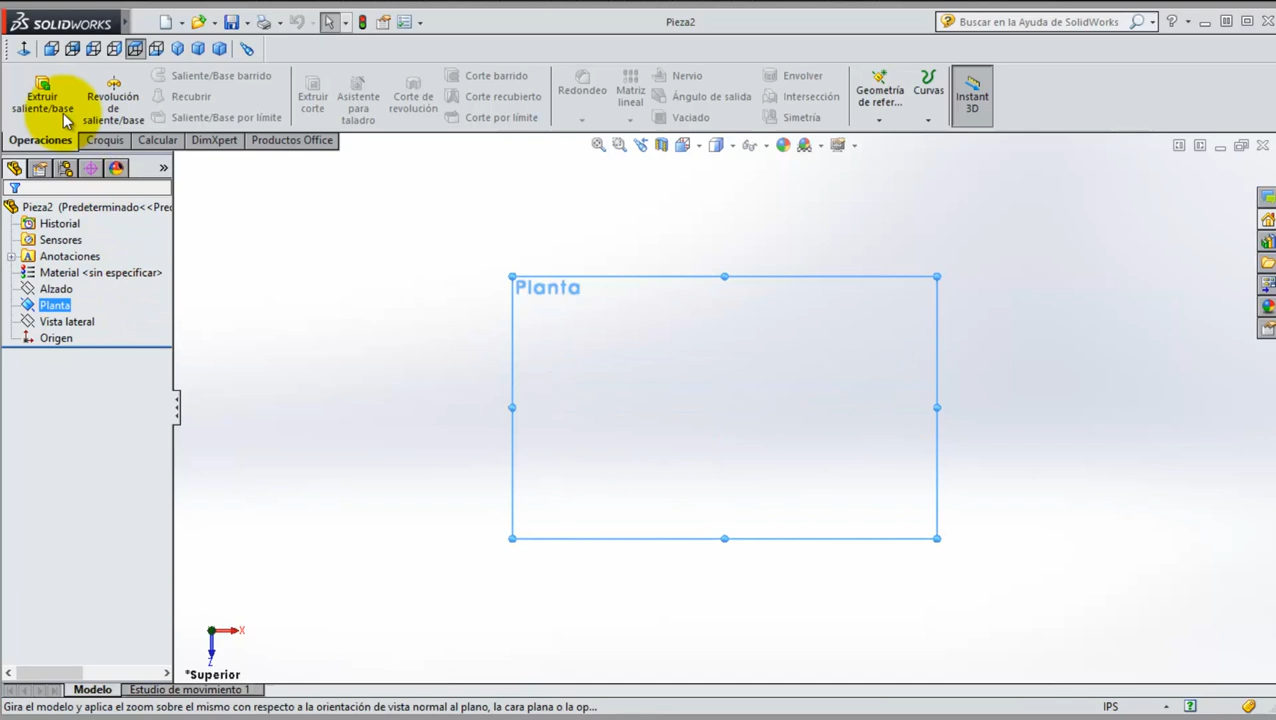 SOLIDWORKS
Pieza2
Buscar en la Ayuda de SolidWorks
Extruir
saliente/base
Revolución
de
saliente/base
Saliente/Base barrido
Recubrir
Saliente/Base por límite
Extruir
corte
Asistente
para
taladro
Corte de
revolución
Corte barrido
Corte recubierto
Corte por límite
Redondeo
Matriz
lineal
Nervio
Ángulo de salida
Vaciado
Envolver
Intersección
Simetría
Geometría
de refer...
Curvas
Instant
3D
Operaciones
Croquis
Calcular
DimXpert
Productos Office
Pieza2 (Predeterminado<<Prec
Historial
Sensores
A Anotaciones
Material <sin especificar>
Alzado
Planta
Vista lateral
Origen
Planta
X
Z
*Superior
Modelo
Estudio de movimiento 1
Gira el modelo y aplica el zoom sobre el mismo con respecto a la orientación de vista normal al plano, la cara plana o la op...
IPS